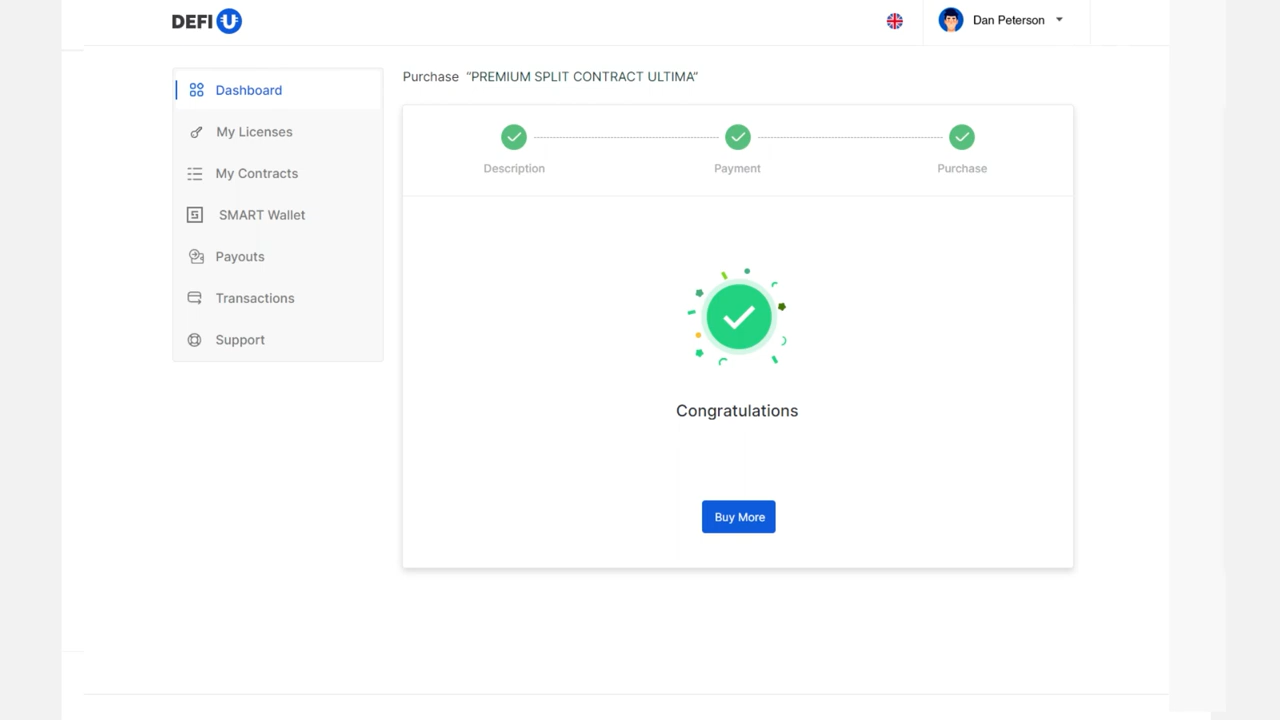 DEFI U
Dan Peterson
Dashboard
My Licenses
My Contracts
SMART Wallet
Payouts
Transactions
Support
Purchase “PREMIUM SPLIT CONTRACT ULTIMA”
Description
Payment
Purchase
Congratulations
Buy More